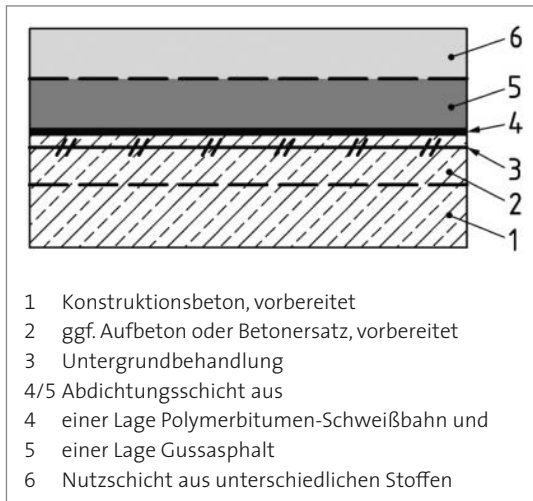 6
5
4
3
2
1
1 Konstruktionsbeton, vorbereitet
2 ggf. Aufbeton oder Betonersatz, vorbereitet
3 Untergrundbehandlung
4/5 Abdichtungsschicht aus
4 einer Lage Polymerbitumen-Schweißbahn und
5 einer Lage Gussasphalt
6 Nutzschicht aus unterschiedlichen Stoffen